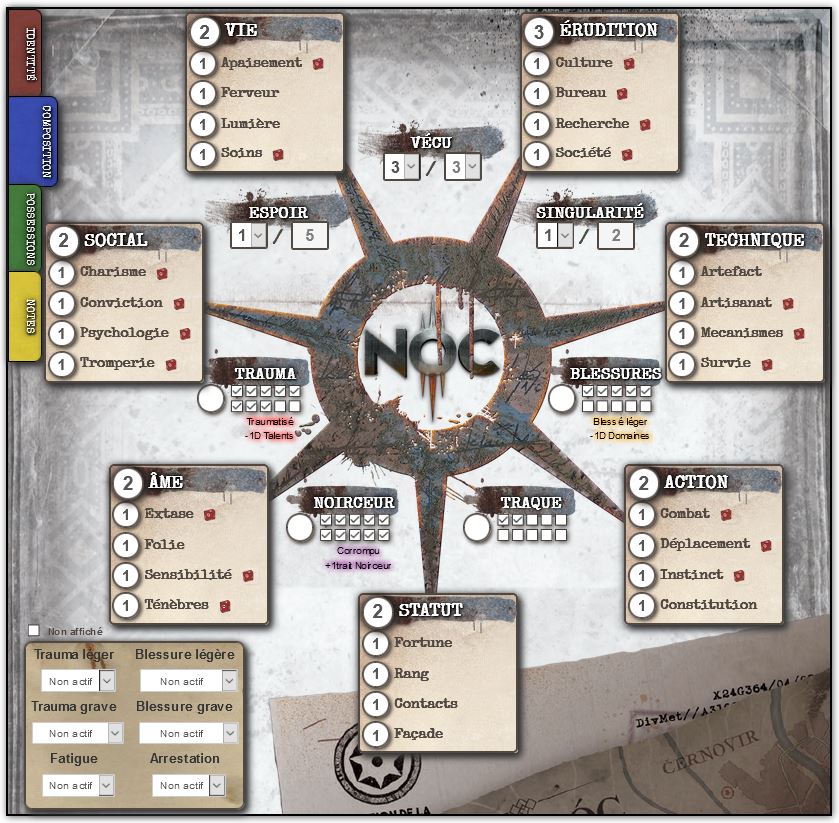 IDENTITÉ
COMPOSITION
POSSESSIONS
NOTES
2 VIE
1 Apaisement
1 Ferveur
1 Lumière
1 Soins
3 ÉRUDITION
1 Culture
1 Bureau
1 Recherche
1 Société
VÉCU
3 / 3
ESPOIR
1 / 5
SINGULARITÉ
1 / 2
2 SOCIAL
1 Charisme
1 Conviction
1 Psychologie
1 Tromperie
2 TECHNIQUE
1 Artefact
1 Artisanat
1 Mecanismes
1 Survie
NOC
TRAUMA
Traumatisé
-1D Talents
BLESSURES
Blessé léger
-1D Domaines
2 ÂME
1 Extase
1 Folie
1 Sensibilité
1 Ténèbres
NOIRCEUR
Corrompu
+1trait Noirceur
TRAQUE
2 ACTION
1 Combat
1 Déplacement
1 Instinct
1 Constitution
2 STATUT
1 Fortune
1 Rang
1 Contacts
1 Façade
Non affiché
Trauma léger
Non actif
Blessure légère
Non actif
Trauma grave
Non actif
Blessure grave
Non actif
Fatigue
Non actif
Arrestation
Non actif
X24G364/04/
DivMet//
ČERNOVIR